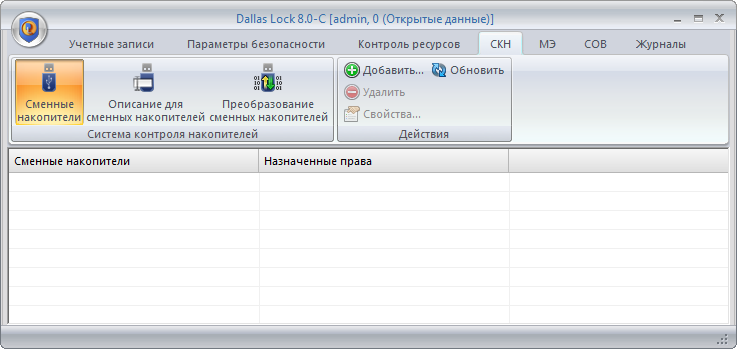 Dallas Lock 8.0-C [admin, 0 (Открытые данные)]
Учетные записи Параметры безопасности Контроль ресурсов СКН МЭ СОВ Журналы
Сменные накопители
Описание для сменных накопителей
Преобразование сменных накопителей
Система контроля накопителей
Добавить... Обновить
Удалить
Свойства...
Действия
Сменные накопители Назначенные права